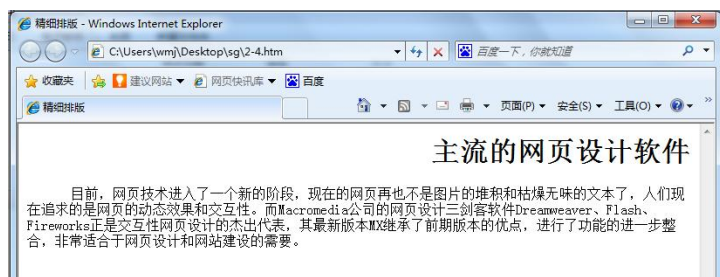 精细排版 - Windows Internet Explorer
C:\Users\wmj\Desktop\sg\2-4.htm
百度一下，你就知道
收藏夹 建议网站 网页快讯库 百度
精细排版 页面(P) 安全(S) 工具(O) »
主流的网页设计软件
目前，网页技术进入了一个新的阶段，现在的网页再也不是图片的堆积和枯燥无味的文本了，人们现
在追求的是网页的动态效果和交互性。而Macromedia公司的网页设计三剑客软件Dreamweaver、Flash、
Fireworks正是交互性网页设计的杰出代表，其最新版本MX继承了前期版本的优点，进行了功能的进一步整
合，非常适合于网页设计和网站建设的需要。